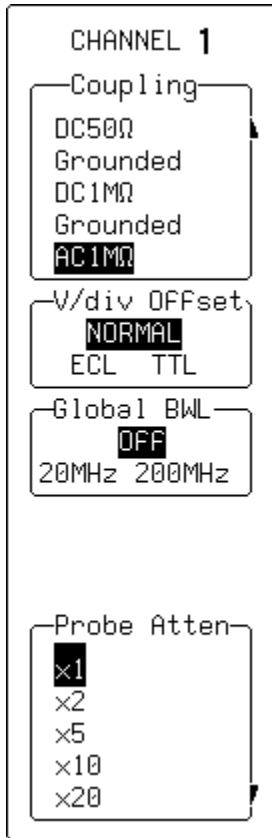 CHANNEL 1
Coupling
DC50Ω
Grounded
DC1MΩ
Grounded
AC1MΩ
V/div OFFset
NORMAL
ECL TTL
Global BWL
OFF
20MHz 200MHz
Probe Atten
×1
×2
×5
×10
×20